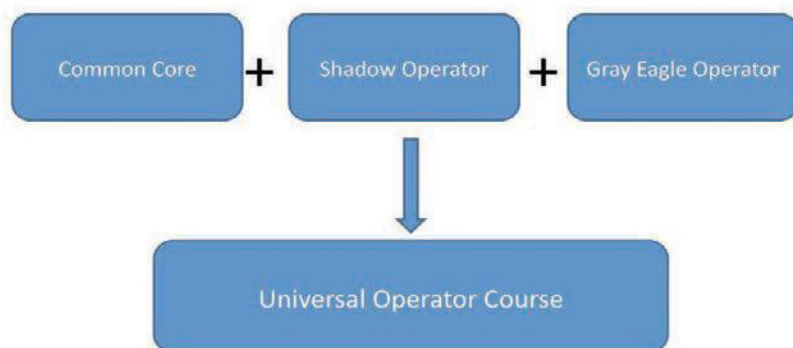 Common Core + Shadow Operator + Gray Eagle Operator
Universal Operator Course